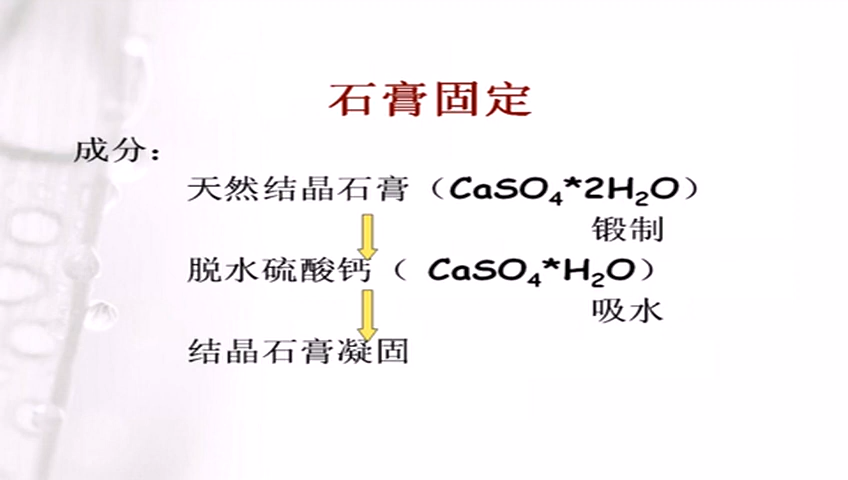 石膏固定
成分：
天然结晶石膏（CaSO₄*2H₂O）
锻制
脱水硫酸钙（ CaSO₄*H₂O）
吸水
结晶石膏凝固